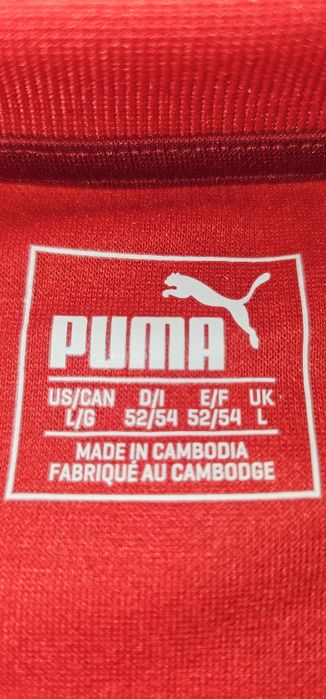 PUMA
US/CAN D/I E/F UK
L/G 52/54 52/54 L
MADE IN CAMBODIA
FABRIQUÉ AU CAMBODGE